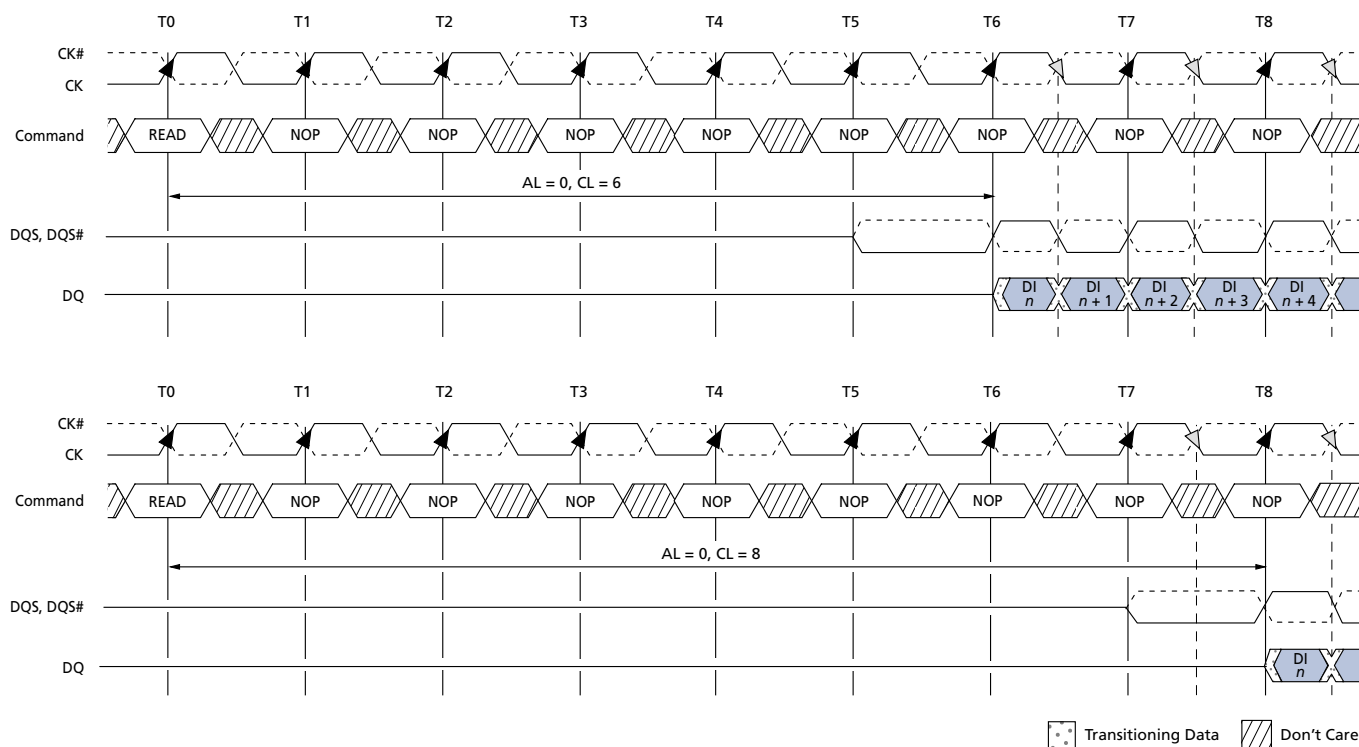 T0 T1 T2 T3 T4 T5 T6 T7 T8
CK#
CK
Command READ NOP NOP NOP NOP NOP NOP NOP NOP
AL = 0, CL = 6
DQS, DQS#
DQ DI n DI n + 1 DI n + 2 DI n + 3 DI n + 4
T0 T1 T2 T3 T4 T5 T6 T7 T8
CK#
CK
Command READ NOP NOP NOP NOP NOP NOP NOP NOP
AL = 0, CL = 8
DQS, DQS#
DQ DI n
Transitioning Data Don't Care